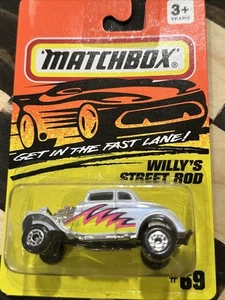 3+
YEARS
MATCHBOX
GET IN THE FAST LANE!
WILLY'S
STREET ROD
# 69